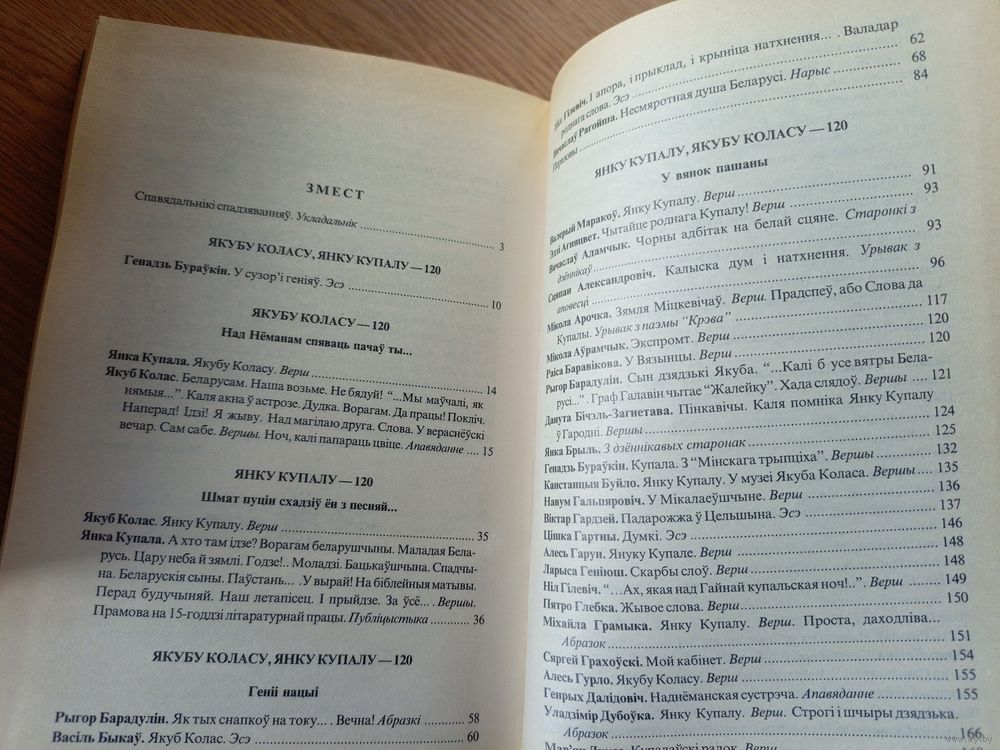 ЗМЕСТ
Спавядальнікі спадзяванняў. Укладальнік ........ 3
ЯКУБУ КОЛАСУ, ЯНКУ КУПАЛУ — 120
Генадзь Бураўкін. У сузор’і геніяў. Эсэ ........ 10
ЯКУБУ КОЛАСУ — 120
Над Нёманам спяваць пачаў ты...
Янка Купала. Якубу Коласу. Верш ........ 14
Якуб Колас. Беларусам. Наша возьме. Не бядуй! “...Мы маўчалі, як
нямыя...”. Каля акна ў астрозе. Дудка. Ворагам. Да працы! Покліч.
Наперад! Ідзі! Я жыву. Над магілаю друга. Слова. У вераснёўскі
вечар. Сам сабе. Вершы. Ноч, калі папараць цвіце. Апавяданне .... 15
ЯНКУ КУПАЛУ — 120
Шмат пуцін схадзіў ён з песняй...
Якуб Колас. Янку Купалу. Верш ........ 35
Янка Купала. А хто там ідзе? Ворагам беларушчыны. Маладая Бела-
русь. Цару неба й зямлі. Годзе!.. Моладзі. Бацькаўшчына. Спадчы-
на. Беларускія сыны. Паўстань... . У вырай! На біблейныя матывы.
Перад будучыняй. Наш летапісец. І прыйдзе. За ўсё... . Вершы.
Прамова на 15-годдзі літаратурнай працы. Публіцыстыка ........ 36
ЯКУБУ КОЛАСУ, ЯНКУ КУПАЛУ — 120
Геніі нацыі
Рыгор Барадулін. Як тых снапкоў на току... . Вечна! Абразкі ...... 58
Васіль Быкаў. Якуб Колас. Эсэ ........ 60
Гілевіч. І апора, і прыклад, і крыніца натхнення... . Валадар
роднага слова. Эсэ ........ 62
Вячаслаў Рагойша. Несмяротная душа Беларусі. Нарыс ........ 68
Паразовы ........ 84
ЯНКУ КУПАЛУ, ЯКУБУ КОЛАСУ — 120
У вянок пашаны
Валерый Маракоў. Янку Купалу. Верш ........ 91
Эдзі Агняцвет. Чытайце роднага Купалу! Верш ........ 93
Вячаслаў Адамчык. Чорны адбітак на белай сцяне. Старонкі з
дзённікаў ........ 93
Сцяпан Александровіч. Калыска дум і натхнення. Урывак з
аповесці ........ 96
Мікола Арочка. Зямля Міцкевічаў. Верш. Прадспеў, або Слова да
Купалы. Урывак з паэмы “Крэва” ........ 117
Мікола Аўрамчык. Экспромт. Верш ........ 120
Раіса Баравікова. У Вязынцы. Верш ........ 120
Рыгор Барадулін. Сын дзядзькі Якуба. “...Калі б усе вятры Бела-
русі...” . Граф Галавін чытае “Жалейку”. Хада слядоў. Вершы .... 121
Данута Бічэль-Загнетава. Пінкавічы. Каля помніка Янку Купалу
ў Гародні. Вершы ........ 124
Янка Брыль. З дзённікавых старонак ........ 125
Генадзь Бураўкін. Купала. З “Мінскага трыпціха”. Вершы ........ 132
Канстанцыя Буйло. Янку Купалу. У музеі Якуба Коласа. Вершы .... 135
Навум Гальпяровіч. У Мікалаеўшчыне. Верш ........ 136
Віктар Гардзей. Падарожжа ў Цельшына. Эсэ ........ 137
Цішка Гартны. Думкі. Эсэ ........ 146
Алесь Гарун. Януку Купале. Верш ........ 148
Ларыса Геніюш. Скарбы слоў. Верш ........ 148
Ніл Гілевіч. “...Ах, якая над Гайнай купальская ноч!..”. Верш ...... 149
Пятро Глебка. Жывое слова. Верш ........ 150
Міхайла Грамыка. Янку Купалу. Верш. Проста, даходліва...
Абразок ........ 151
Сяргей Грахоўскі. Мой кабінет. Верш ........ 154
Алесь Гурло. Якубу Коласу. Верш ........ 155
Генрых Далідовіч. Наднёманская сустрэча. Апавяданне ........ 155
Уладзімір Дубоўка. Янку Купалу. Верш. Строгі і шчыры дзядзька.
Абразок ........ 166
Купалаўскі радок. Верш